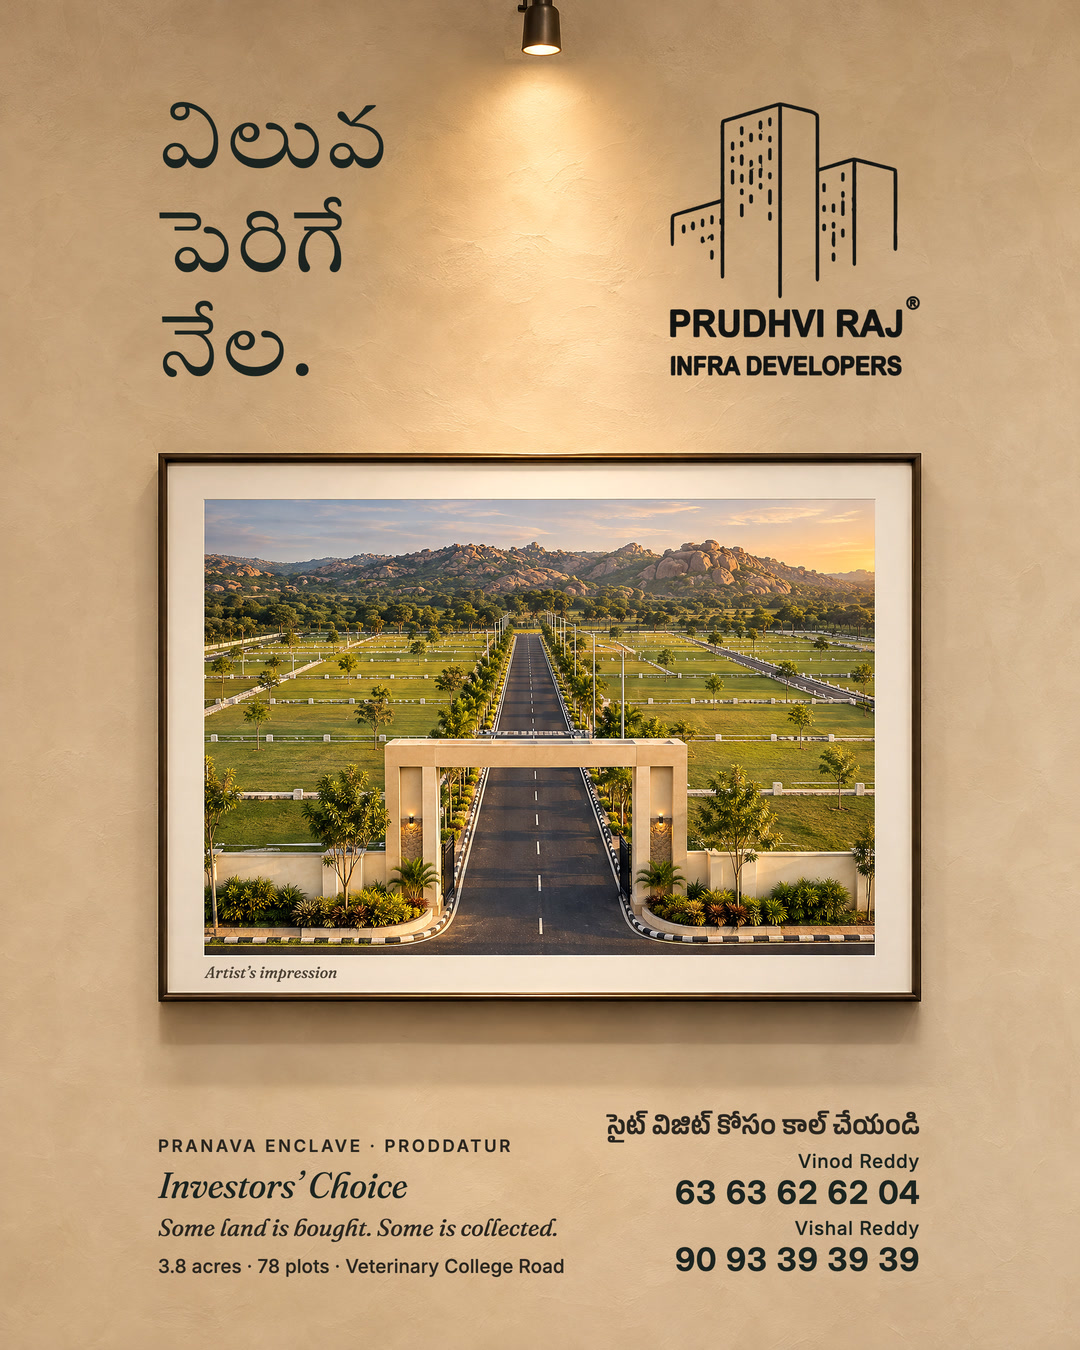 విలువ
పెరిగే
నేల.
PRUDHVI RAJ®
INFRA DEVELOPERS
Artist's impression
PRANAVA ENCLAVE · PRODDATUR
Investors' Choice
Some land is bought. Some is collected.
3.8 acres · 78 plots · Veterinary College Road
సైట్ విజిట్ కోసం కాల్ చేయండి
Vinod Reddy
63 63 62 62 04
Vishal Reddy
90 93 39 39 39